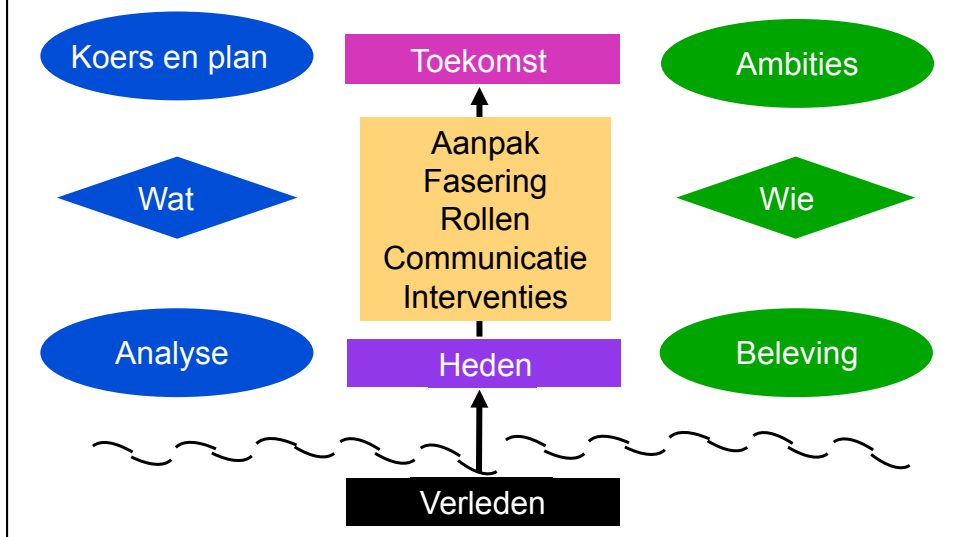 Koers en plan
Toekomst
Ambities
Aanpak
Fasering
Rollen
Communicatie
Interventies
Wat
Wie
Analyse
Heden
Beleving
Verleden